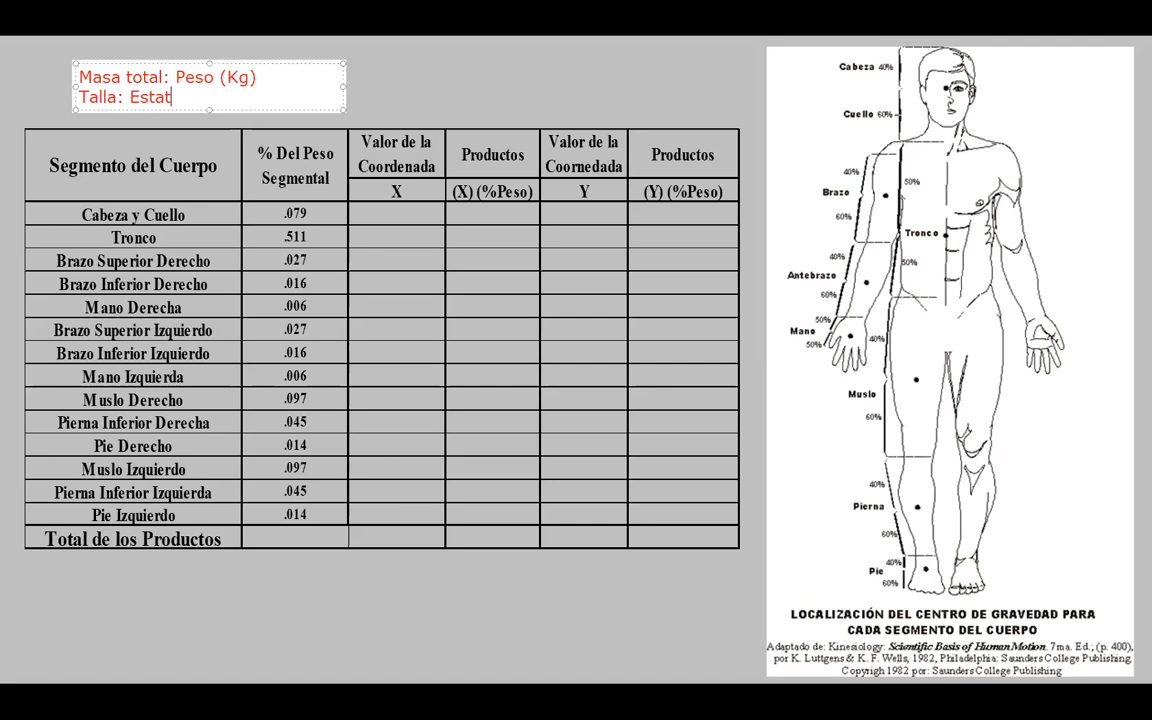 Masa total: Peso (Kg)
Talla: Estat
Segmento del Cuerpo
% Del Peso
Segmental
Valor de la
Coordenada
Productos
Valor de la
Coornedada
Productos
X
(X) (%Peso)
Y
(Y) (%Peso)
Cabeza y Cuello .079
Tronco .511
Brazo Superior Derecho .027
Brazo Inferior Derecho .016
Mano Derecha .006
Brazo Superior Izquierdo .027
Brazo Inferior Izquierdo .016
Mano Izquierda .006
Muslo Derecho .097
Pierna Inferior Derecha .045
Pie Derecho .014
Muslo Izquierdo .097
Pierna Inferior Izquierda .045
Pie Izquierdo .014
Total de los Productos
Cabeza 40%
Cuello 60%
40%
50%
Brazo
60%
Tronco
40%
50%
Antebrazo
60%
50%
Mano
50%
40%
Muslo
60%
40%
Pierna
60%
40%
Pie
60%
LOCALIZACIÓN DEL CENTRO DE GRAVEDAD PARA
CADA SEGMENTO DEL CUERPO
Adaptado de: Kinesiology: Scientific Basis of Human Motion. 7ma. Ed.; (p. 400),
por K. Luttgens & K. F. Wells, 1982, Philadelphia: Saunders College Publishing.
Copyrigh 1982 por: Saunders College Publishing